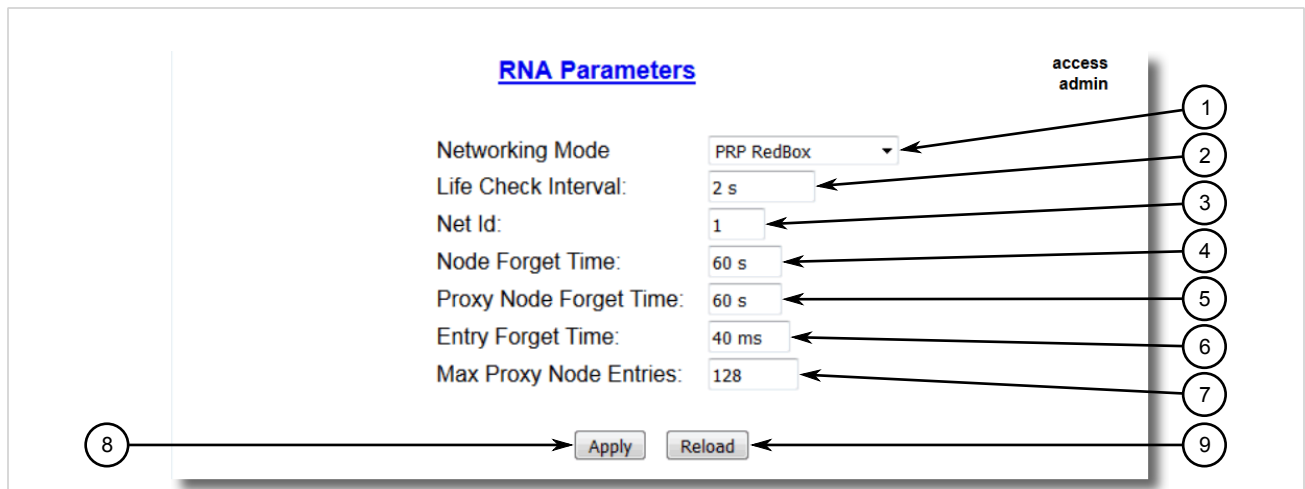 RNA Parameters
access
admin
Networking Mode PRP RedBox 1
Life Check Interval: 2 s 2
Net Id: 1 3
Node Forget Time: 60 s 4
Proxy Node Forget Time: 60 s 5
Entry Forget Time: 40 ms 6
Max Proxy Node Entries: 128 7
8 Apply Reload 9